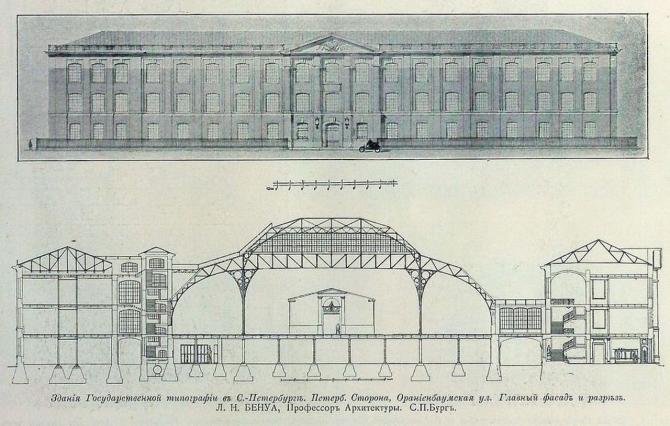 Зданія Государственной типографіи въ С.-Петербургѣ. Петерб. Сторона, Ораніенбаумская ул. Главный фасадъ и разрѣзъ.
Л. Н. БЕНУА, Профессоръ Архитектуры. С.П.Бургъ.